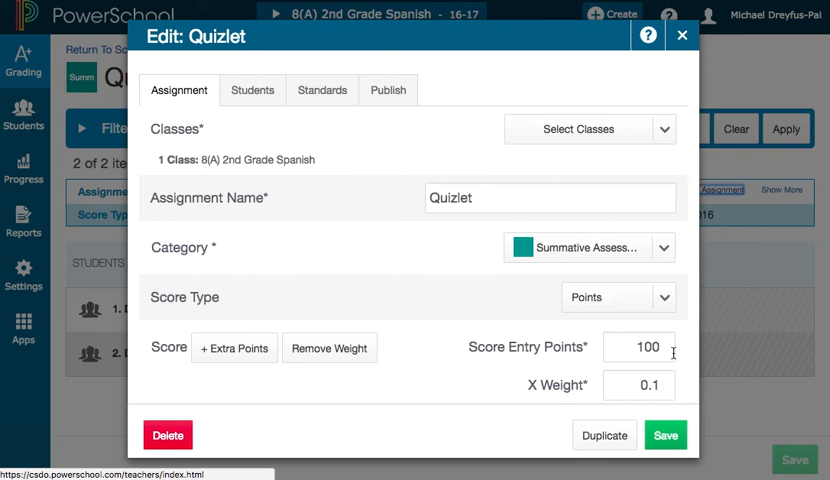 PowerSchool
8(A) 2nd Grade Spanish - 16-17
Create
?
Michael Dreyfus-Pai
A+
Grading
Students
Progress
Reports
Settings
Apps
Return To
Summ
Filte
Clear
Apply
2 of 2 ite
Assignm
Assignment
Show More
Score Typ
16
STUDENTS
1. D
2. D
Save
Edit: Quizlet
?
Assignment
Students
Standards
Publish
Classes*
Select Classes
1 Class: 8(A) 2nd Grade Spanish
Assignment Name*
Quizlet
Category *
Summative Assess...
Score Type
Points
Score
+ Extra Points
Remove Weight
Score Entry Points*
100
X Weight*
0.1
Delete
Duplicate
Save
https://csdo.powerschool.com/teachers/index.html